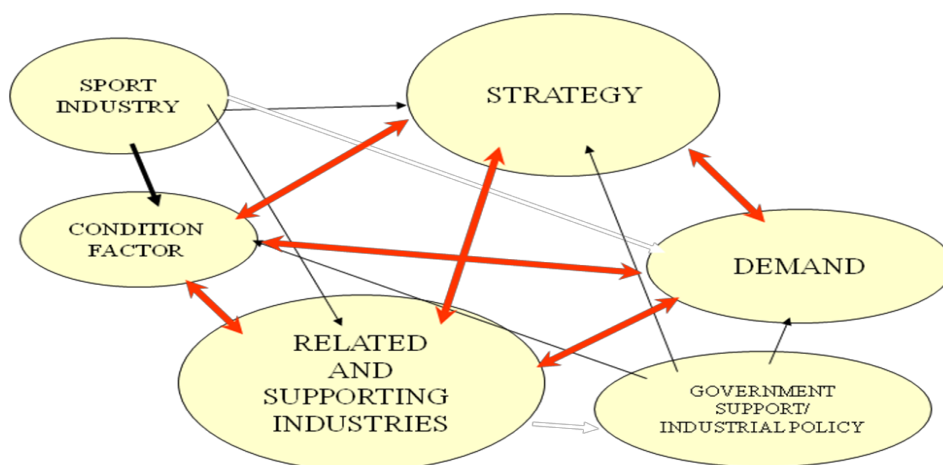 SPORT
INDUSTRY
STRATEGY
CONDITION
FACTOR
DEMAND
RELATED
AND
SUPPORTING
INDUSTRIES
GOVERNMENT
SUPPORT/
INDUSTRIAL POLICY